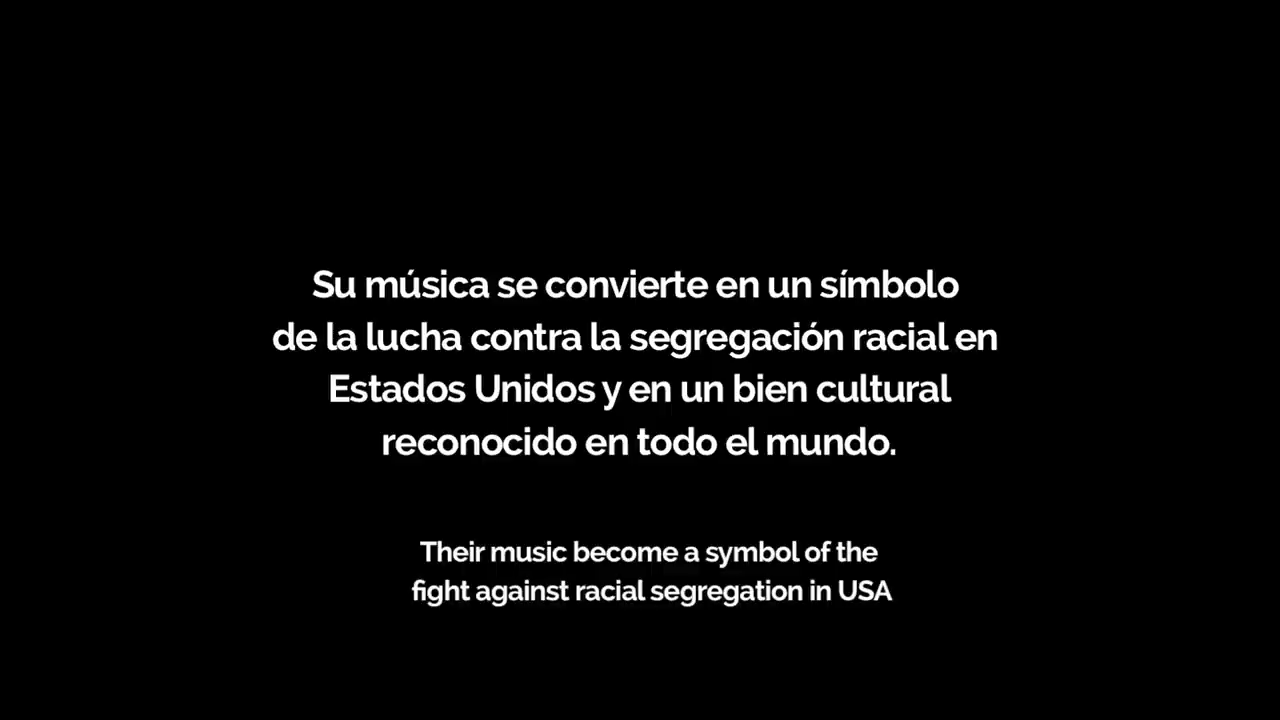 Su música se convierte en un símbolo
de la lucha contra la segregación racial en
Estados Unidos y en un bien cultural
reconocido en todo el mundo.
Their music become a symbol of the
fight against racial segregation in USA